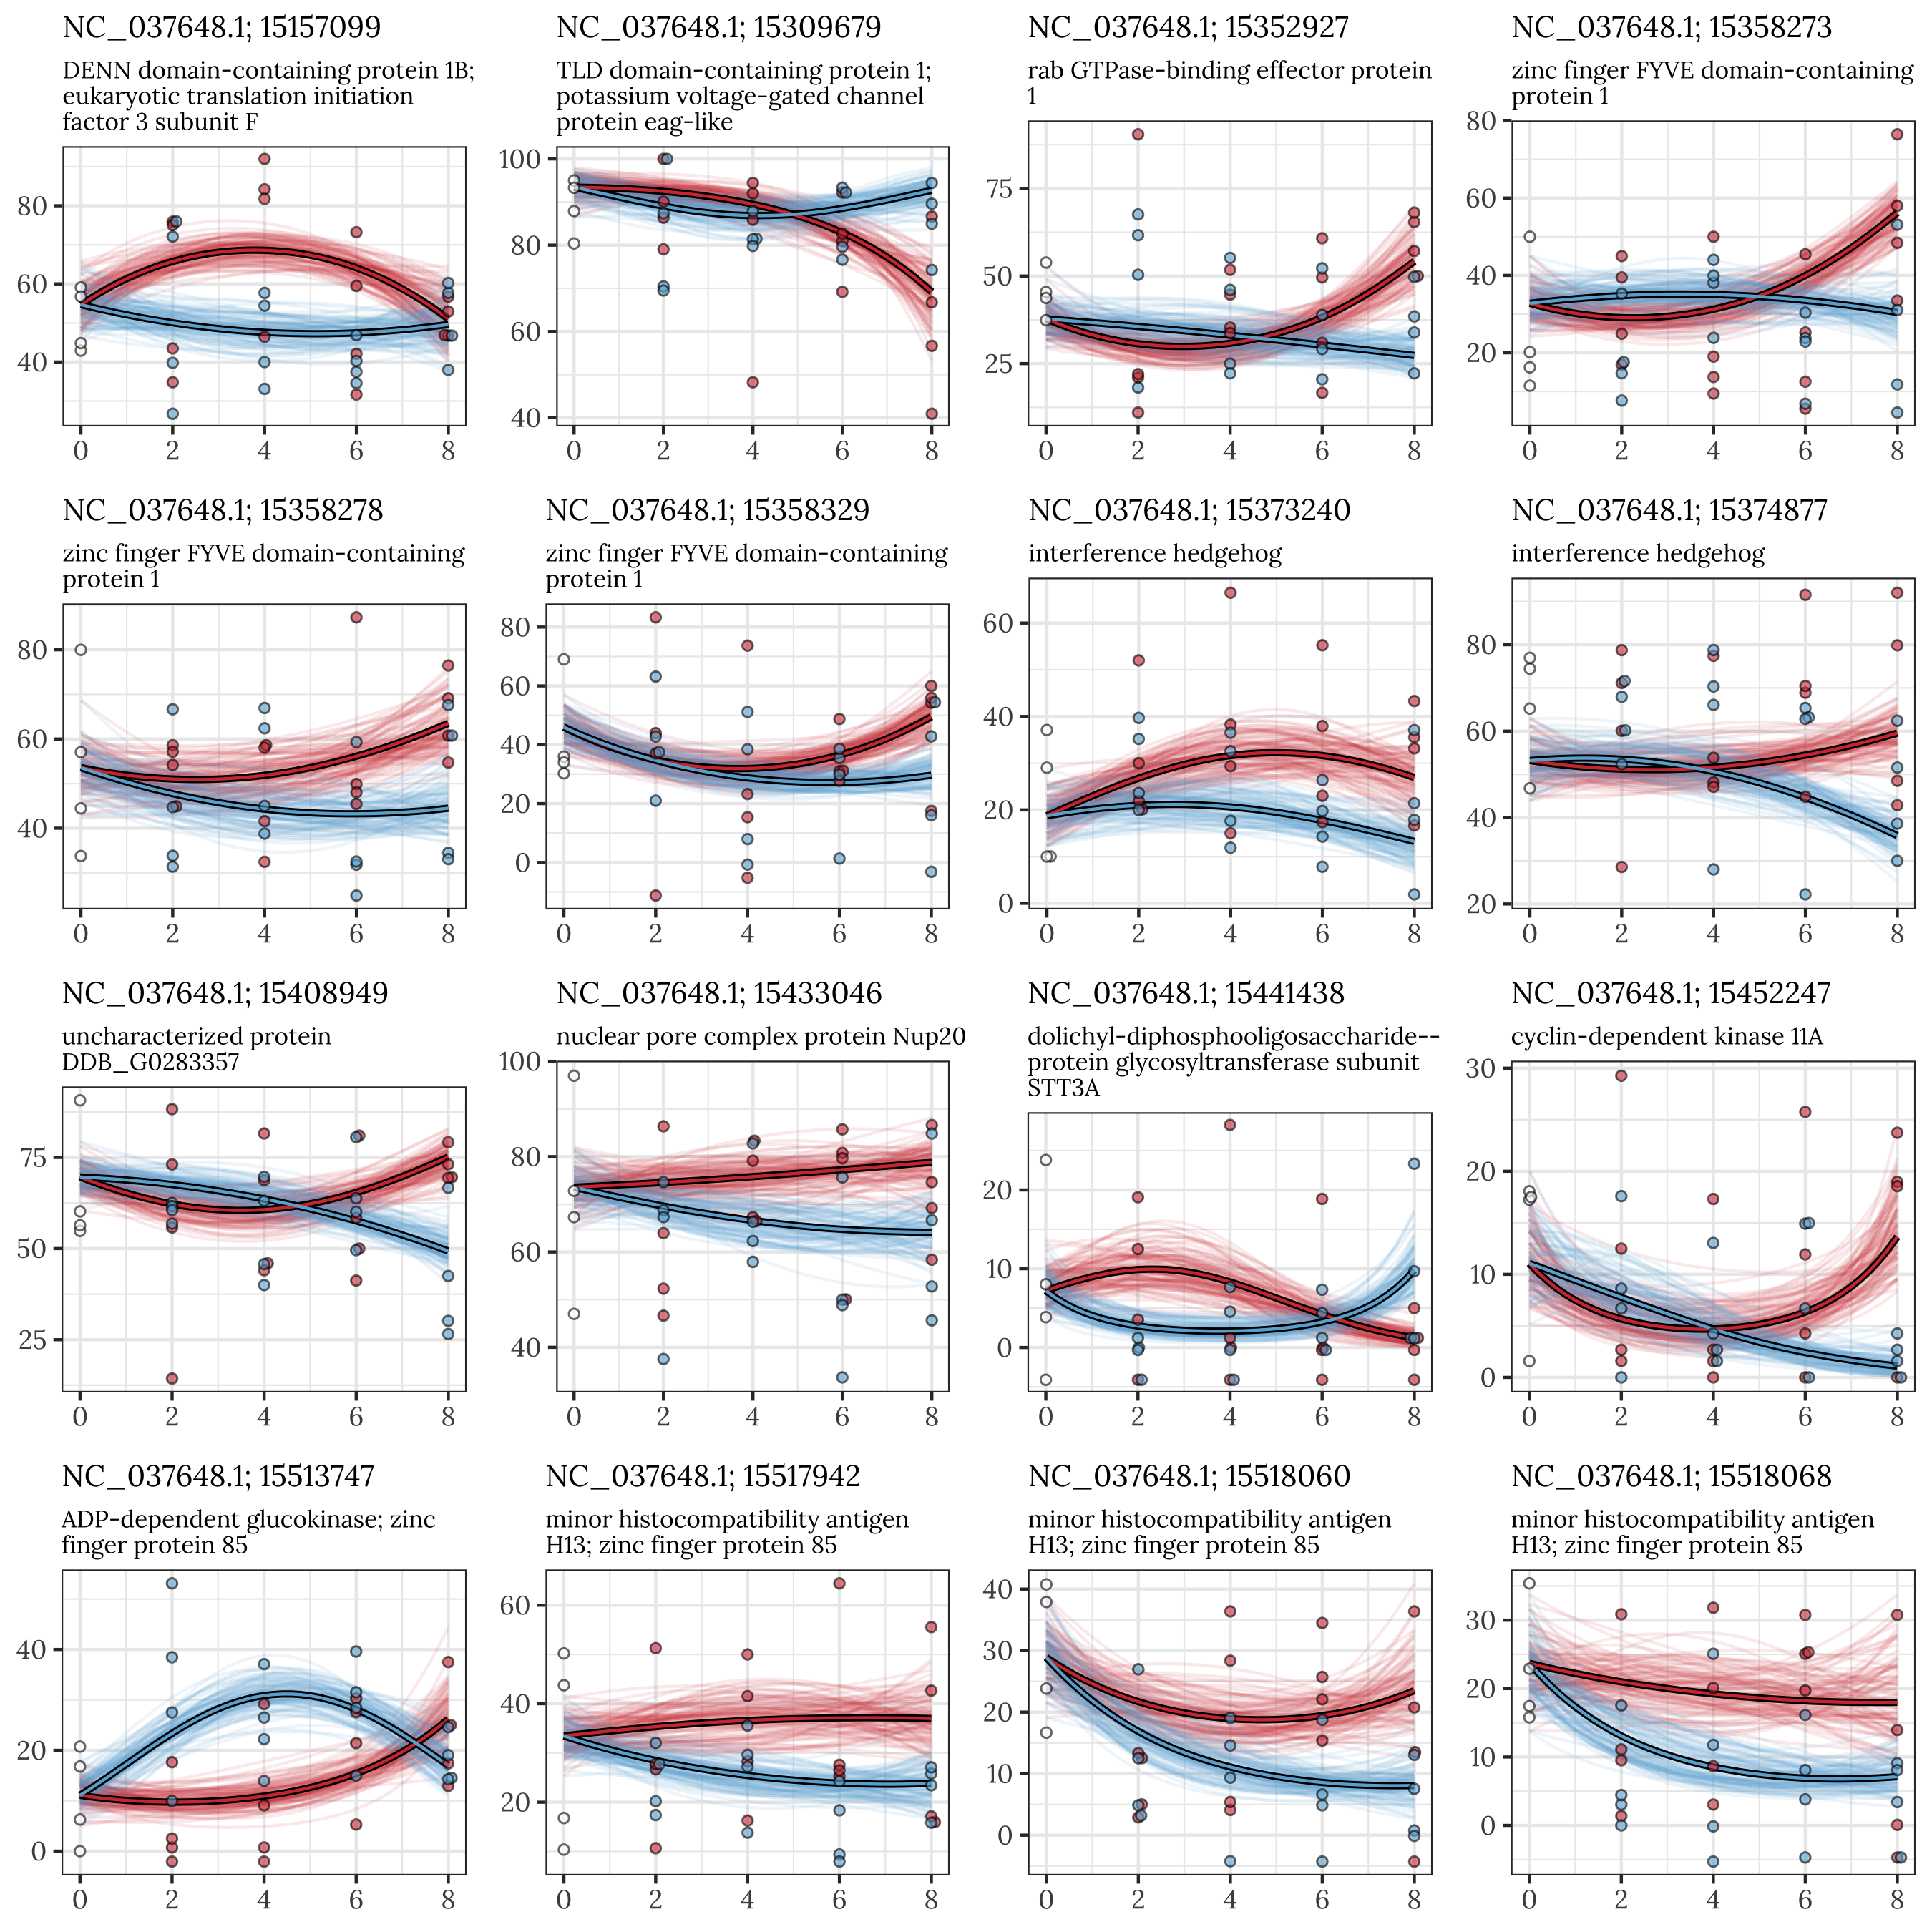 NC_037648.1; 15157099
DENN domain-containing protein 1B;
eukaryotic translation initiation
factor 3 subunit F
80
60
40
0 2 4 6 8
NC_037648.1; 15309679
TLD domain-containing protein 1;
potassium voltage-gated channel
protein eag-like
100
80
60
40
0 2 4 6 8
NC_037648.1; 15352927
rab GTPase-binding effector protein
1
75
50
25
0 2 4 6 8
NC_037648.1; 15358273
zinc finger FYVE domain-containing
protein 1
80
60
40
20
0 2 4 6 8
NC_037648.1; 15358278
zinc finger FYVE domain-containing
protein 1
80
60
40
0 2 4 6 8
NC_037648.1; 15358329
zinc finger FYVE domain-containing
protein 1
80
60
40
20
0
0 2 4 6 8
NC_037648.1; 15373240
interference hedgehog
60
40
20
0
0 2 4 6 8
NC_037648.1; 15374877
interference hedgehog
80
60
40
20
0 2 4 6 8
NC_037648.1; 15408949
uncharacterized protein
DDB_G0283357
75
50
25
0 2 4 6 8
NC_037648.1; 15433046
nuclear pore complex protein Nup20
100
80
60
40
0 2 4 6 8
NC_037648.1; 15441438
dolichyl-diphosphooligosaccharide--
protein glycosyltransferase subunit
STT3A
20
10
0
0 2 4 6 8
NC_037648.1; 15452247
cyclin-dependent kinase 11A
30
20
10
0
0 2 4 6 8
NC_037648.1; 15513747
ADP-dependent glucokinase; zinc
finger protein 85
40
20
0
0 2 4 6 8
NC_037648.1; 15517942
minor histocompatibility antigen
H13; zinc finger protein 85
60
40
20
0 2 4 6 8
NC_037648.1; 15518060
minor histocompatibility antigen
H13; zinc finger protein 85
40
30
20
10
0
0 2 4 6 8
NC_037648.1; 15518068
minor histocompatibility antigen
H13; zinc finger protein 85
30
20
10
0
0 2 4 6 8